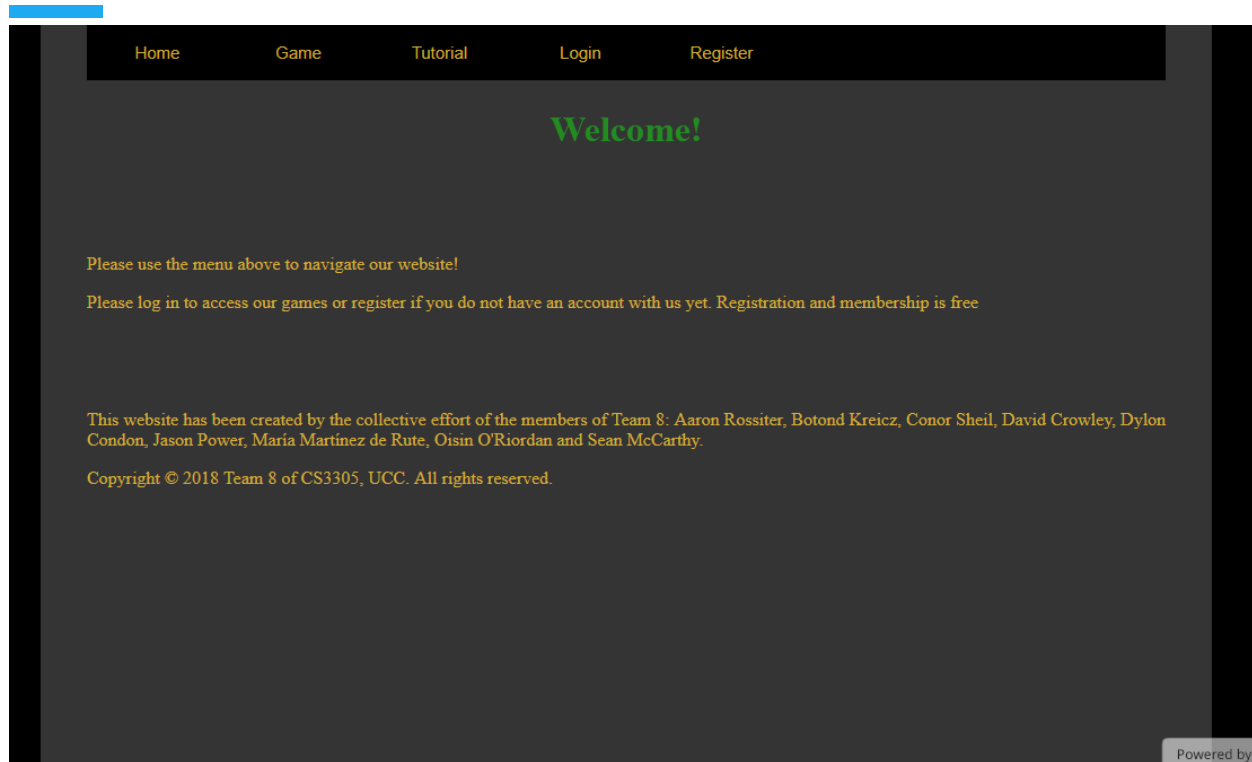 Home Game Tutorial Login Register
Welcome!
Please use the menu above to navigate our website!
Please log in to access our games or register if you do not have an account with us yet. Registration and membership is free
This website has been created by the collective effort of the members of Team 8: Aaron Rossiter, Botond Kreicz, Conor Sheil, David Crowley, Dylon
Condon, Jason Power, María Martínez de Rute, Oisin O'Riordan and Sean McCarthy.
Copyright © 2018 Team 8 of CS3305, UCC. All rights reserved.
Powered by